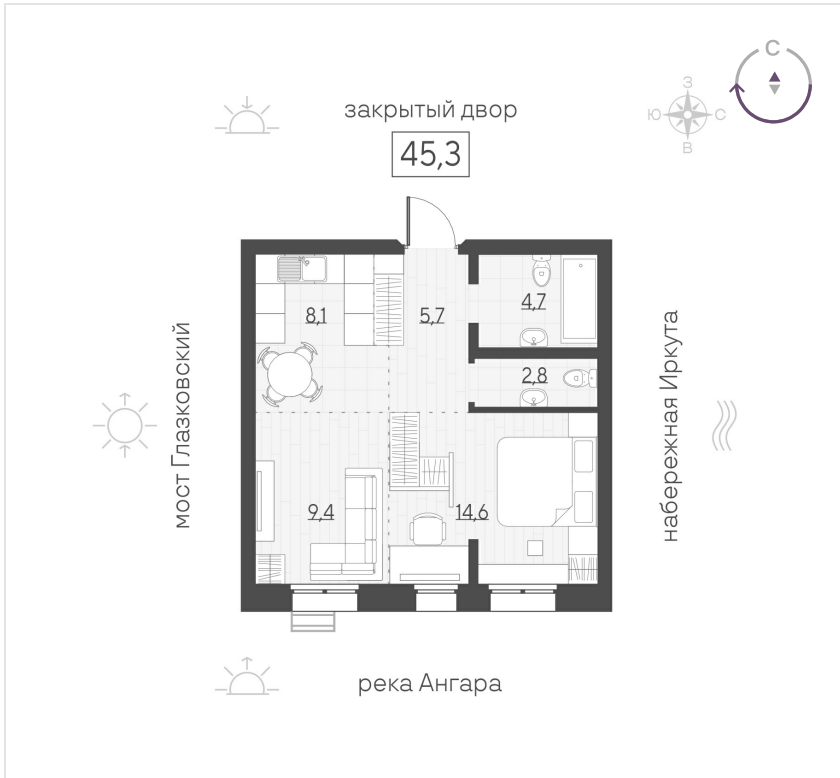 С
закрытый двор
З
Ю
С
В
45,3
8,1
5,7
4,7
2,8
мост Глазковский
набережная Иркута
9,4
14,6
река Ангара